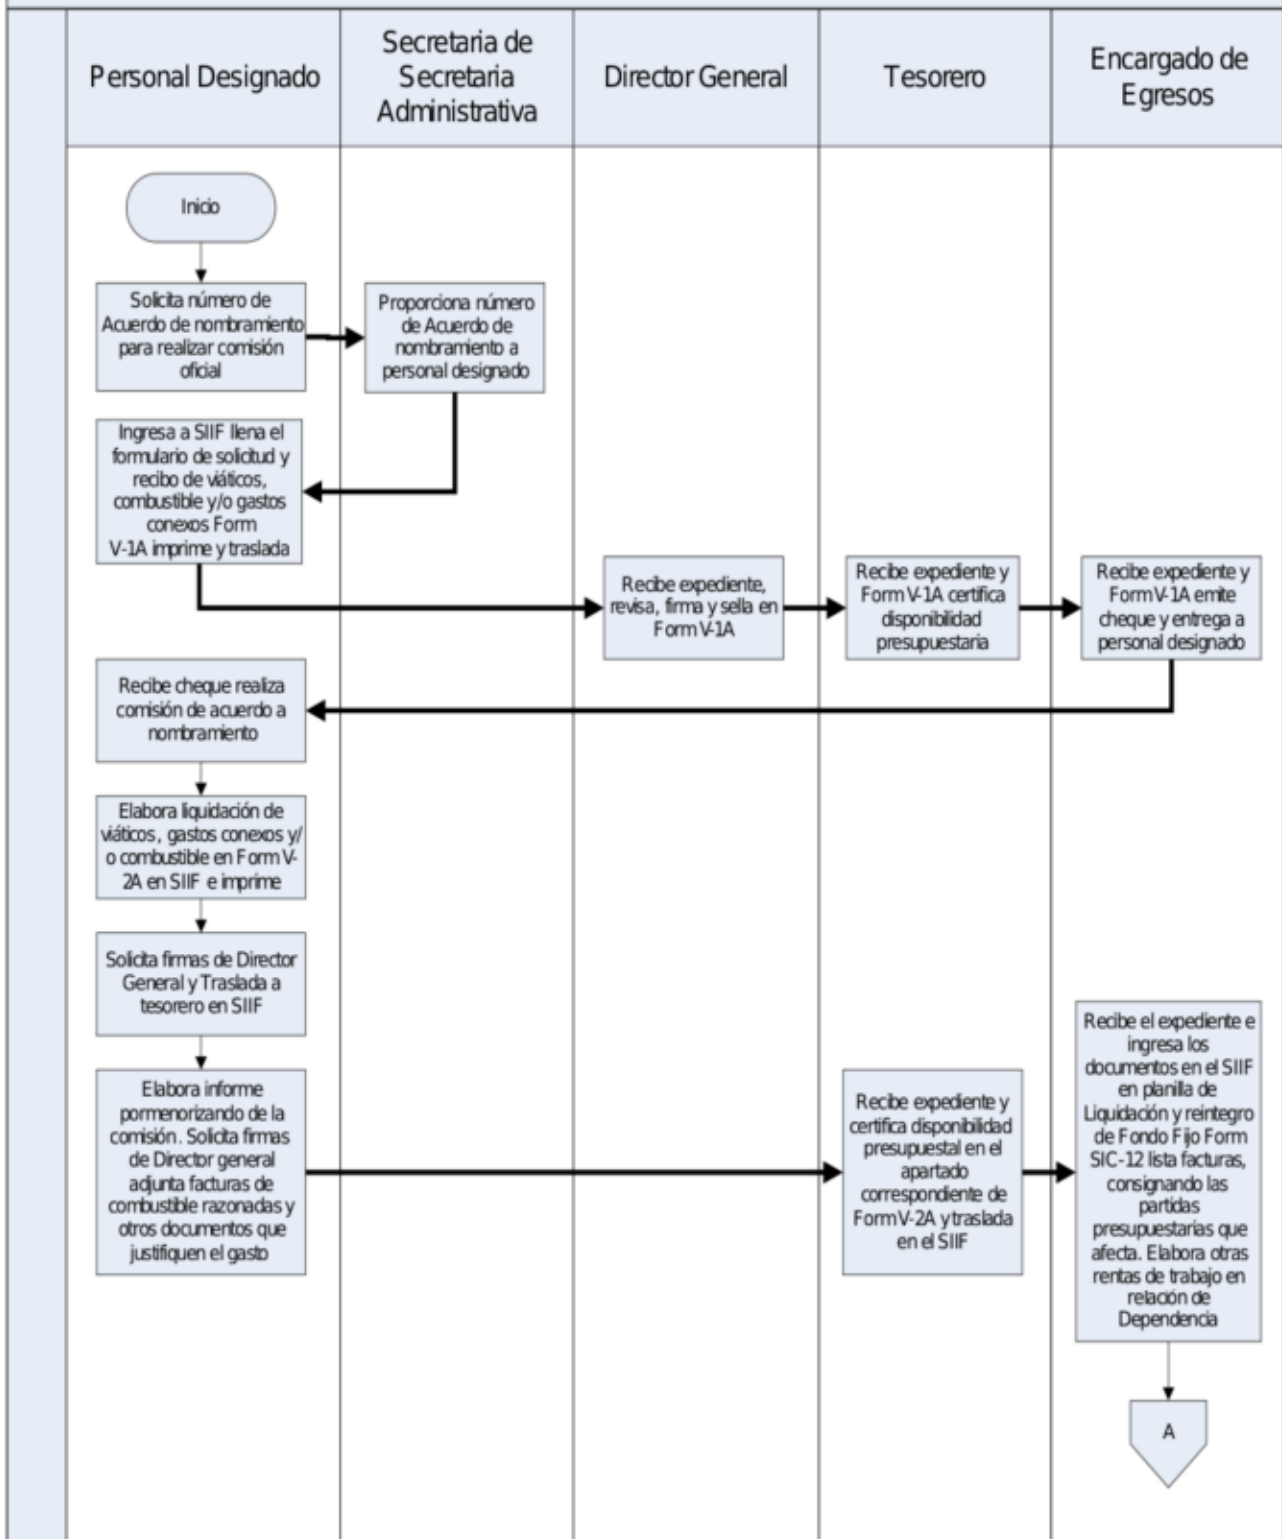 Personal Designado
Secretaria de
Secretaria
Administrativa
Director General
Tesorero
Encargado de
Egresos
Inicio
Solicita número de
Acuerdo de nombramiento
para realizar comisión
oficial
Proporciona número
de Acuerdo de
nombramiento a
personal designado
Ingresa a SIIF llena el
formulario de solicitud y
recibo de viáticos,
combustible y/o gastos
conexos Form
V-1A imprime y traslada
Recibe expediente,
revisa, firma y sella en
Form V-1A
Recibe expediente y
Form V-1A certifica
disponibilidad
presupuestaria
Recibe expediente y
Form V-1A emite
cheque y entrega a
personal designado
Recibe cheque realiza
comisión de acuerdo a
nombramiento
Elabora liquidación de
viáticos, gastos conexos y/
o combustible en Form V-
2A en SIIF e imprime
Solicita firmas de Director
General y Traslada a
tesorero en SIIF
Elabora informe
pormenorizando de la
comisión. Solicita firmas
de Director general
adjunta facturas de
combustible razonadas y
otros documentos que
justifiquen el gasto
Recibe expediente y
certifica disponibilidad
presupuestal en el
apartado
correspondiente de
Form V-2A y traslada
en el SIIF
Recibe el expediente e
ingresa los
documentos en el SIIF
en planilla de
Liquidación y reintegro
de Fondo Fijo Form
SIC-12 lista facturas,
consignando las
partidas
presupuestarias que
afecta. Elabora otras
rentas de trabajo en
relación de
Dependencia
A